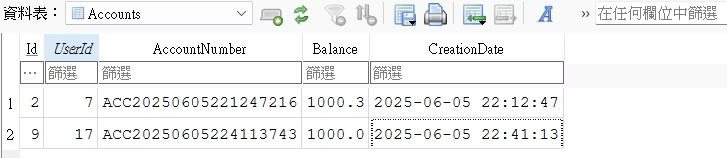 資料表： Accounts » 在任何欄位中篩選
Id UserId AccountNumber Balance CreationDate
... 篩選 篩選 篩選 篩選
1 2 7 ACC20250605221247216 1000.3 2025-06-05 22:12:47
2 9 17 ACC20250605224113743 1000.0 2025-06-05 22:41:13